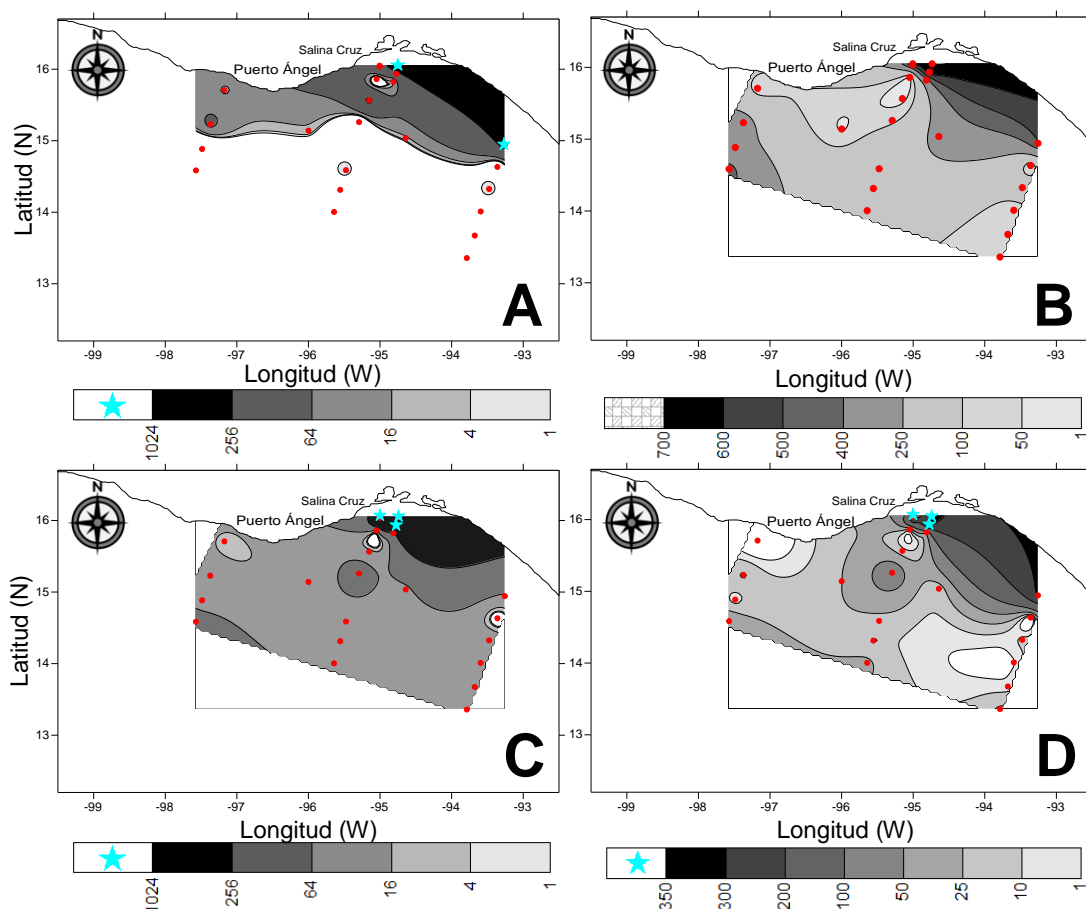 N
Salina Cruz
Puerto Ángel
Latitud (N)
16
15
14
13
A
-99 -98 -97 -96 -95 -94 -93
Longitud (W)
1024 256 64 16 4 1
N
Salina Cruz
Puerto Ángel
16
15
14
13
B
-99 -98 -97 -96 -95 -94 -93
Longitud (W)
700 600 500 400 250 100 50 1
N
Salina Cruz
Puerto Ángel
Latitud (N)
16
15
14
13
C
-99 -98 -97 -96 -95 -94 -93
Longitud (W)
1024 256 64 16 4 1
N
Salina Cruz
Puerto Ángel
16
15
14
13
D
-99 -98 -97 -96 -95 -94 -93
Longitud (W)
350 300 200 100 50 25 10 1